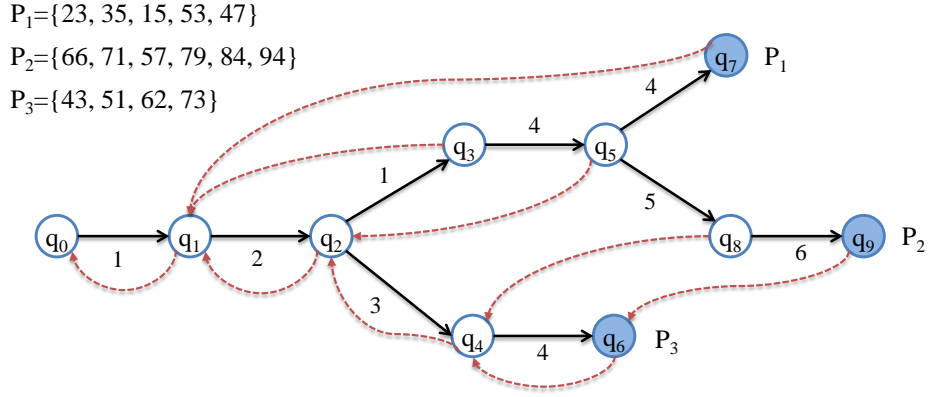 P₁={23, 35, 15, 53, 47}
P₂={66, 71, 57, 79, 84, 94}
P₃={43, 51, 62, 73}
q₇ P₁
4
4
q₃ q₅
1
5
q₀ q₁ q₂ q₈ q₉ P₂
1 2 6
3
q₄ q₆ P₃
4